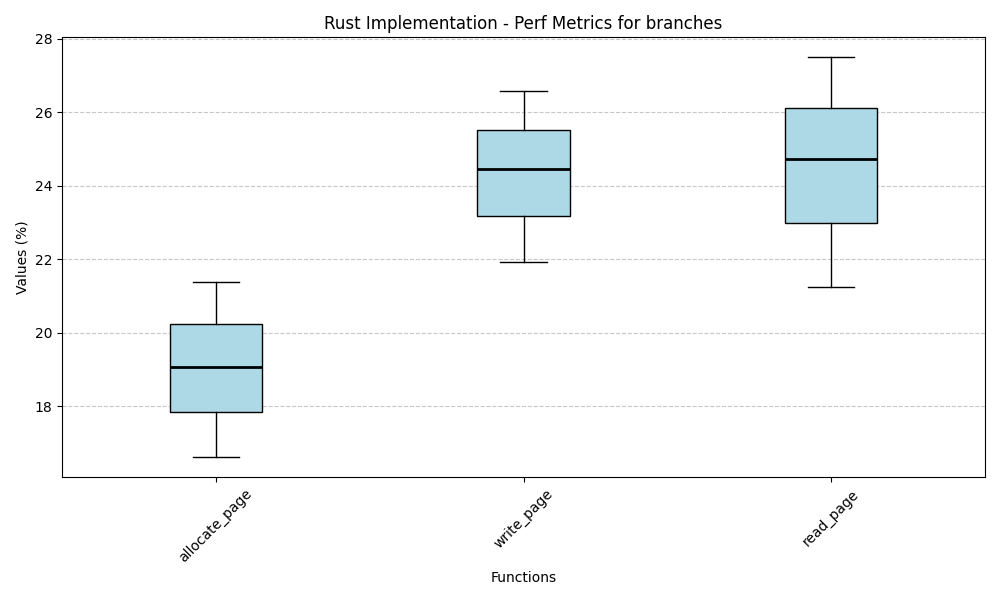 Rust Implementation - Perf Metrics for branches
28
26
24
22
20
18
Values (%)
allocate_page
write_page
read_page
Functions